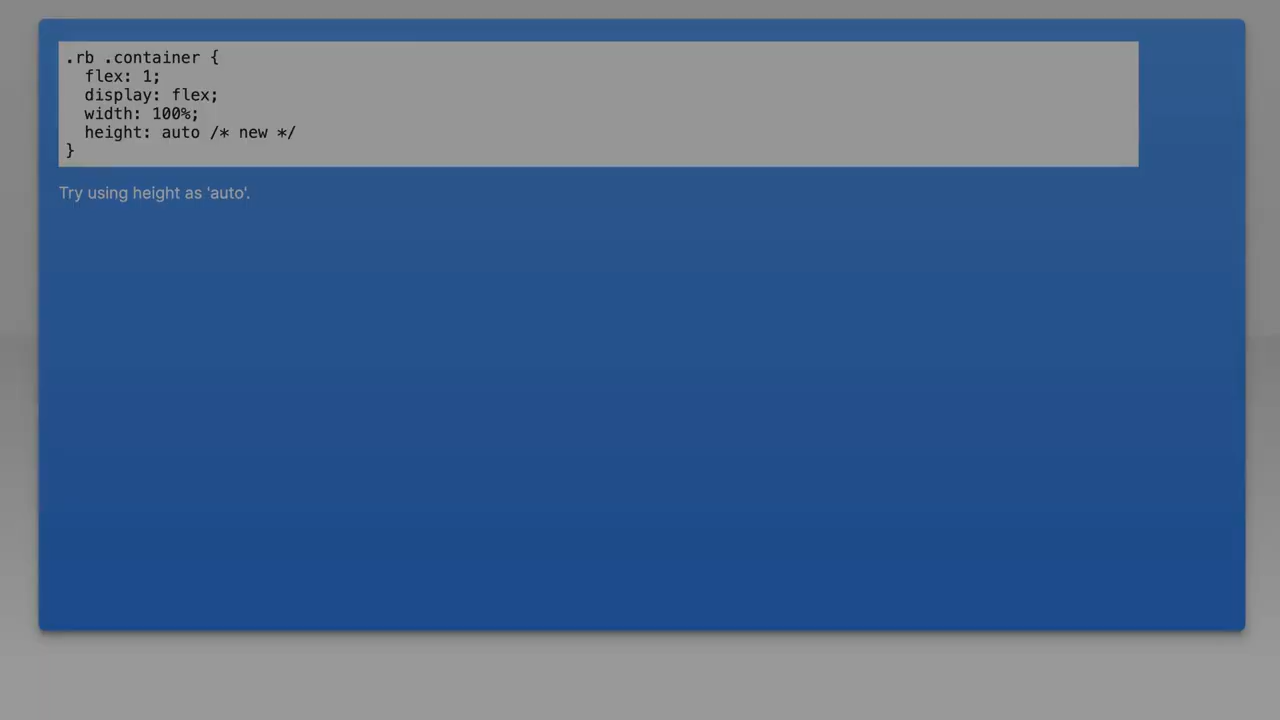 .rb .container {
  flex: 1;
  display: flex;
  width: 100%;
  height: auto /* new */
}
Try using height as 'auto'.